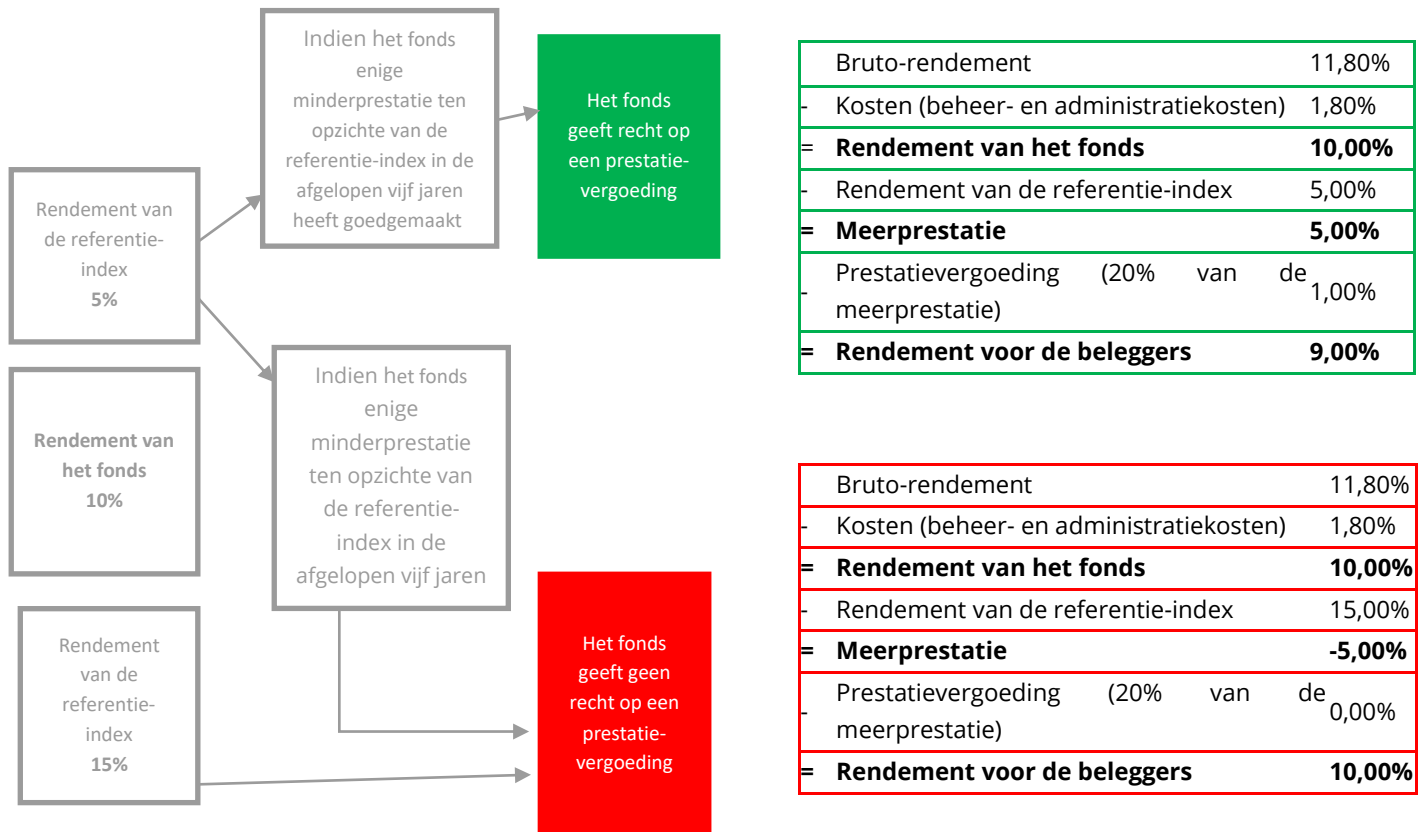 Rendement van
de referentie-
index
5%
Rendement van
het fonds
10%
Rendement
van de
referentie-
index
15%
Indien het fonds
enige
minderprestatie ten
opzichte van de
referentie-index in de
afgelopen vijf jaren
heeft goedgemaakt
Indien het fonds
enige
minderprestatie
ten opzichte van
de referentie-
index in de
afgelopen vijf jaren
Het fonds
geeft recht op
een prestatie-
vergoeding
Het fonds
geeft geen
recht op een
prestatie-
vergoeding
Bruto-rendement 11,80%
- Kosten (beheer- en administratiekosten) 1,80%
= Rendement van het fonds 10,00%
- Rendement van de referentie-index 5,00%
= Meerprestatie 5,00%
- Prestatievergoeding (20% van de
meerprestatie) 1,00%
= Rendement voor de beleggers 9,00%
Bruto-rendement 11,80%
- Kosten (beheer- en administratiekosten) 1,80%
= Rendement van het fonds 10,00%
- Rendement van de referentie-index 15,00%
= Meerprestatie -5,00%
- Prestatievergoeding (20% van de
meerprestatie) 0,00%
= Rendement voor de beleggers 10,00%